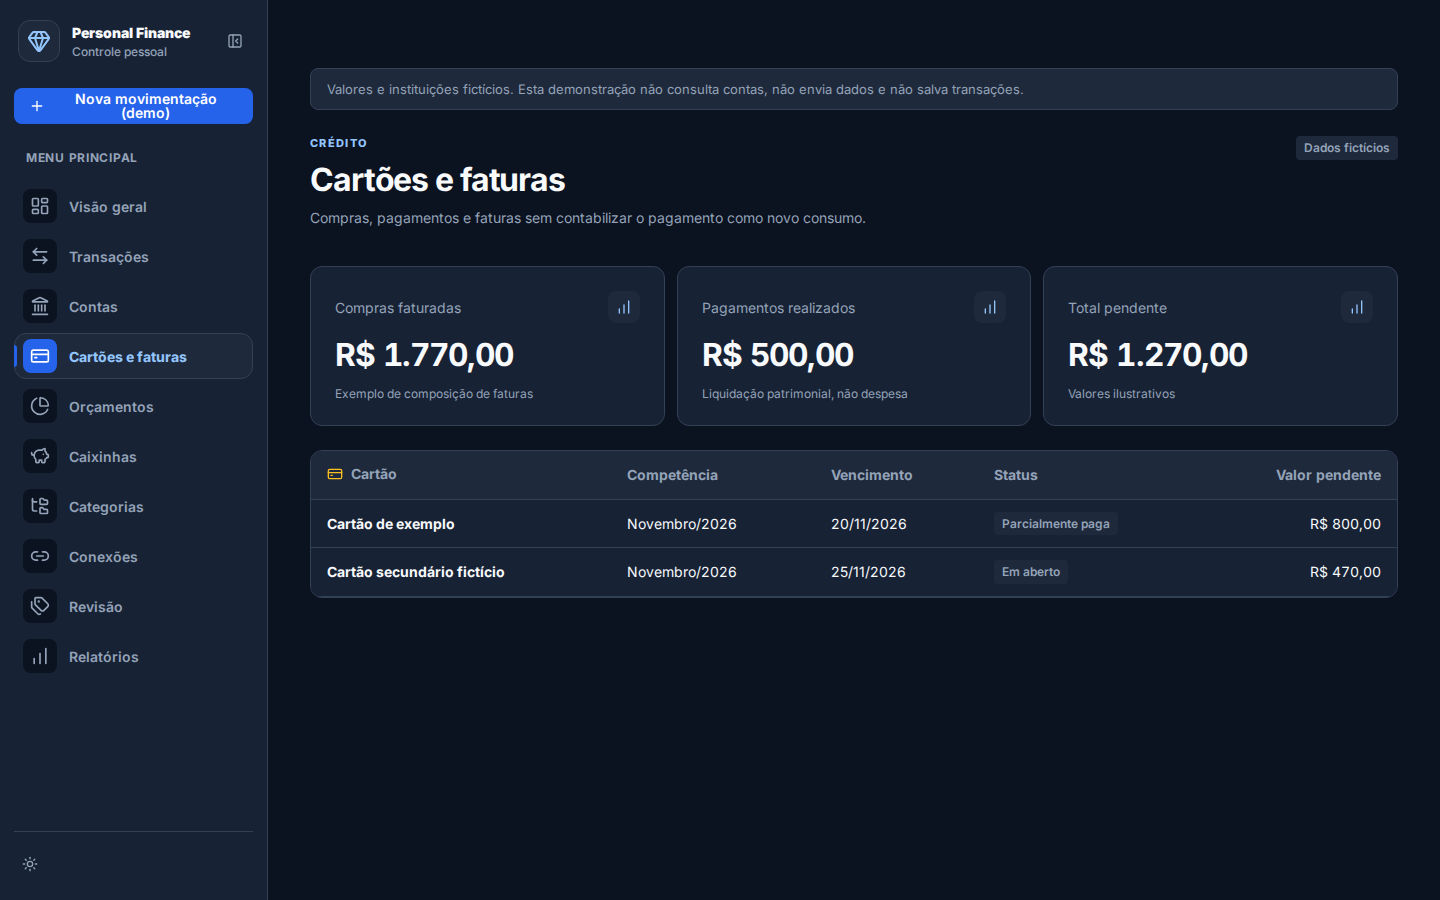 Personal Finance
Controle pessoal
Nova movimentação
(demo)
MENU PRINCIPAL
Visão geral
Transações
Contas
Cartões e faturas
Orçamentos
Caixinhas
Categorias
Conexões
Revisão
Relatórios
Valores e instituições fictícios. Esta demonstração não consulta contas, não envia dados e não salva transações.
CRÉDITO
Dados fictícios
Cartões e faturas
Compras, pagamentos e faturas sem contabilizar o pagamento como novo consumo.
Compras faturadas
R$ 1.770,00
Exemplo de composição de faturas
Pagamentos realizados
R$ 500,00
Liquidação patrimonial, não despesa
Total pendente
R$ 1.270,00
Valores ilustrativos
Cartão Competência Vencimento Status Valor pendente
Cartão de exemplo Novembro/2026 20/11/2026 Parcialmente paga R$ 800,00
Cartão secundário fictício Novembro/2026 25/11/2026 Em aberto R$ 470,00